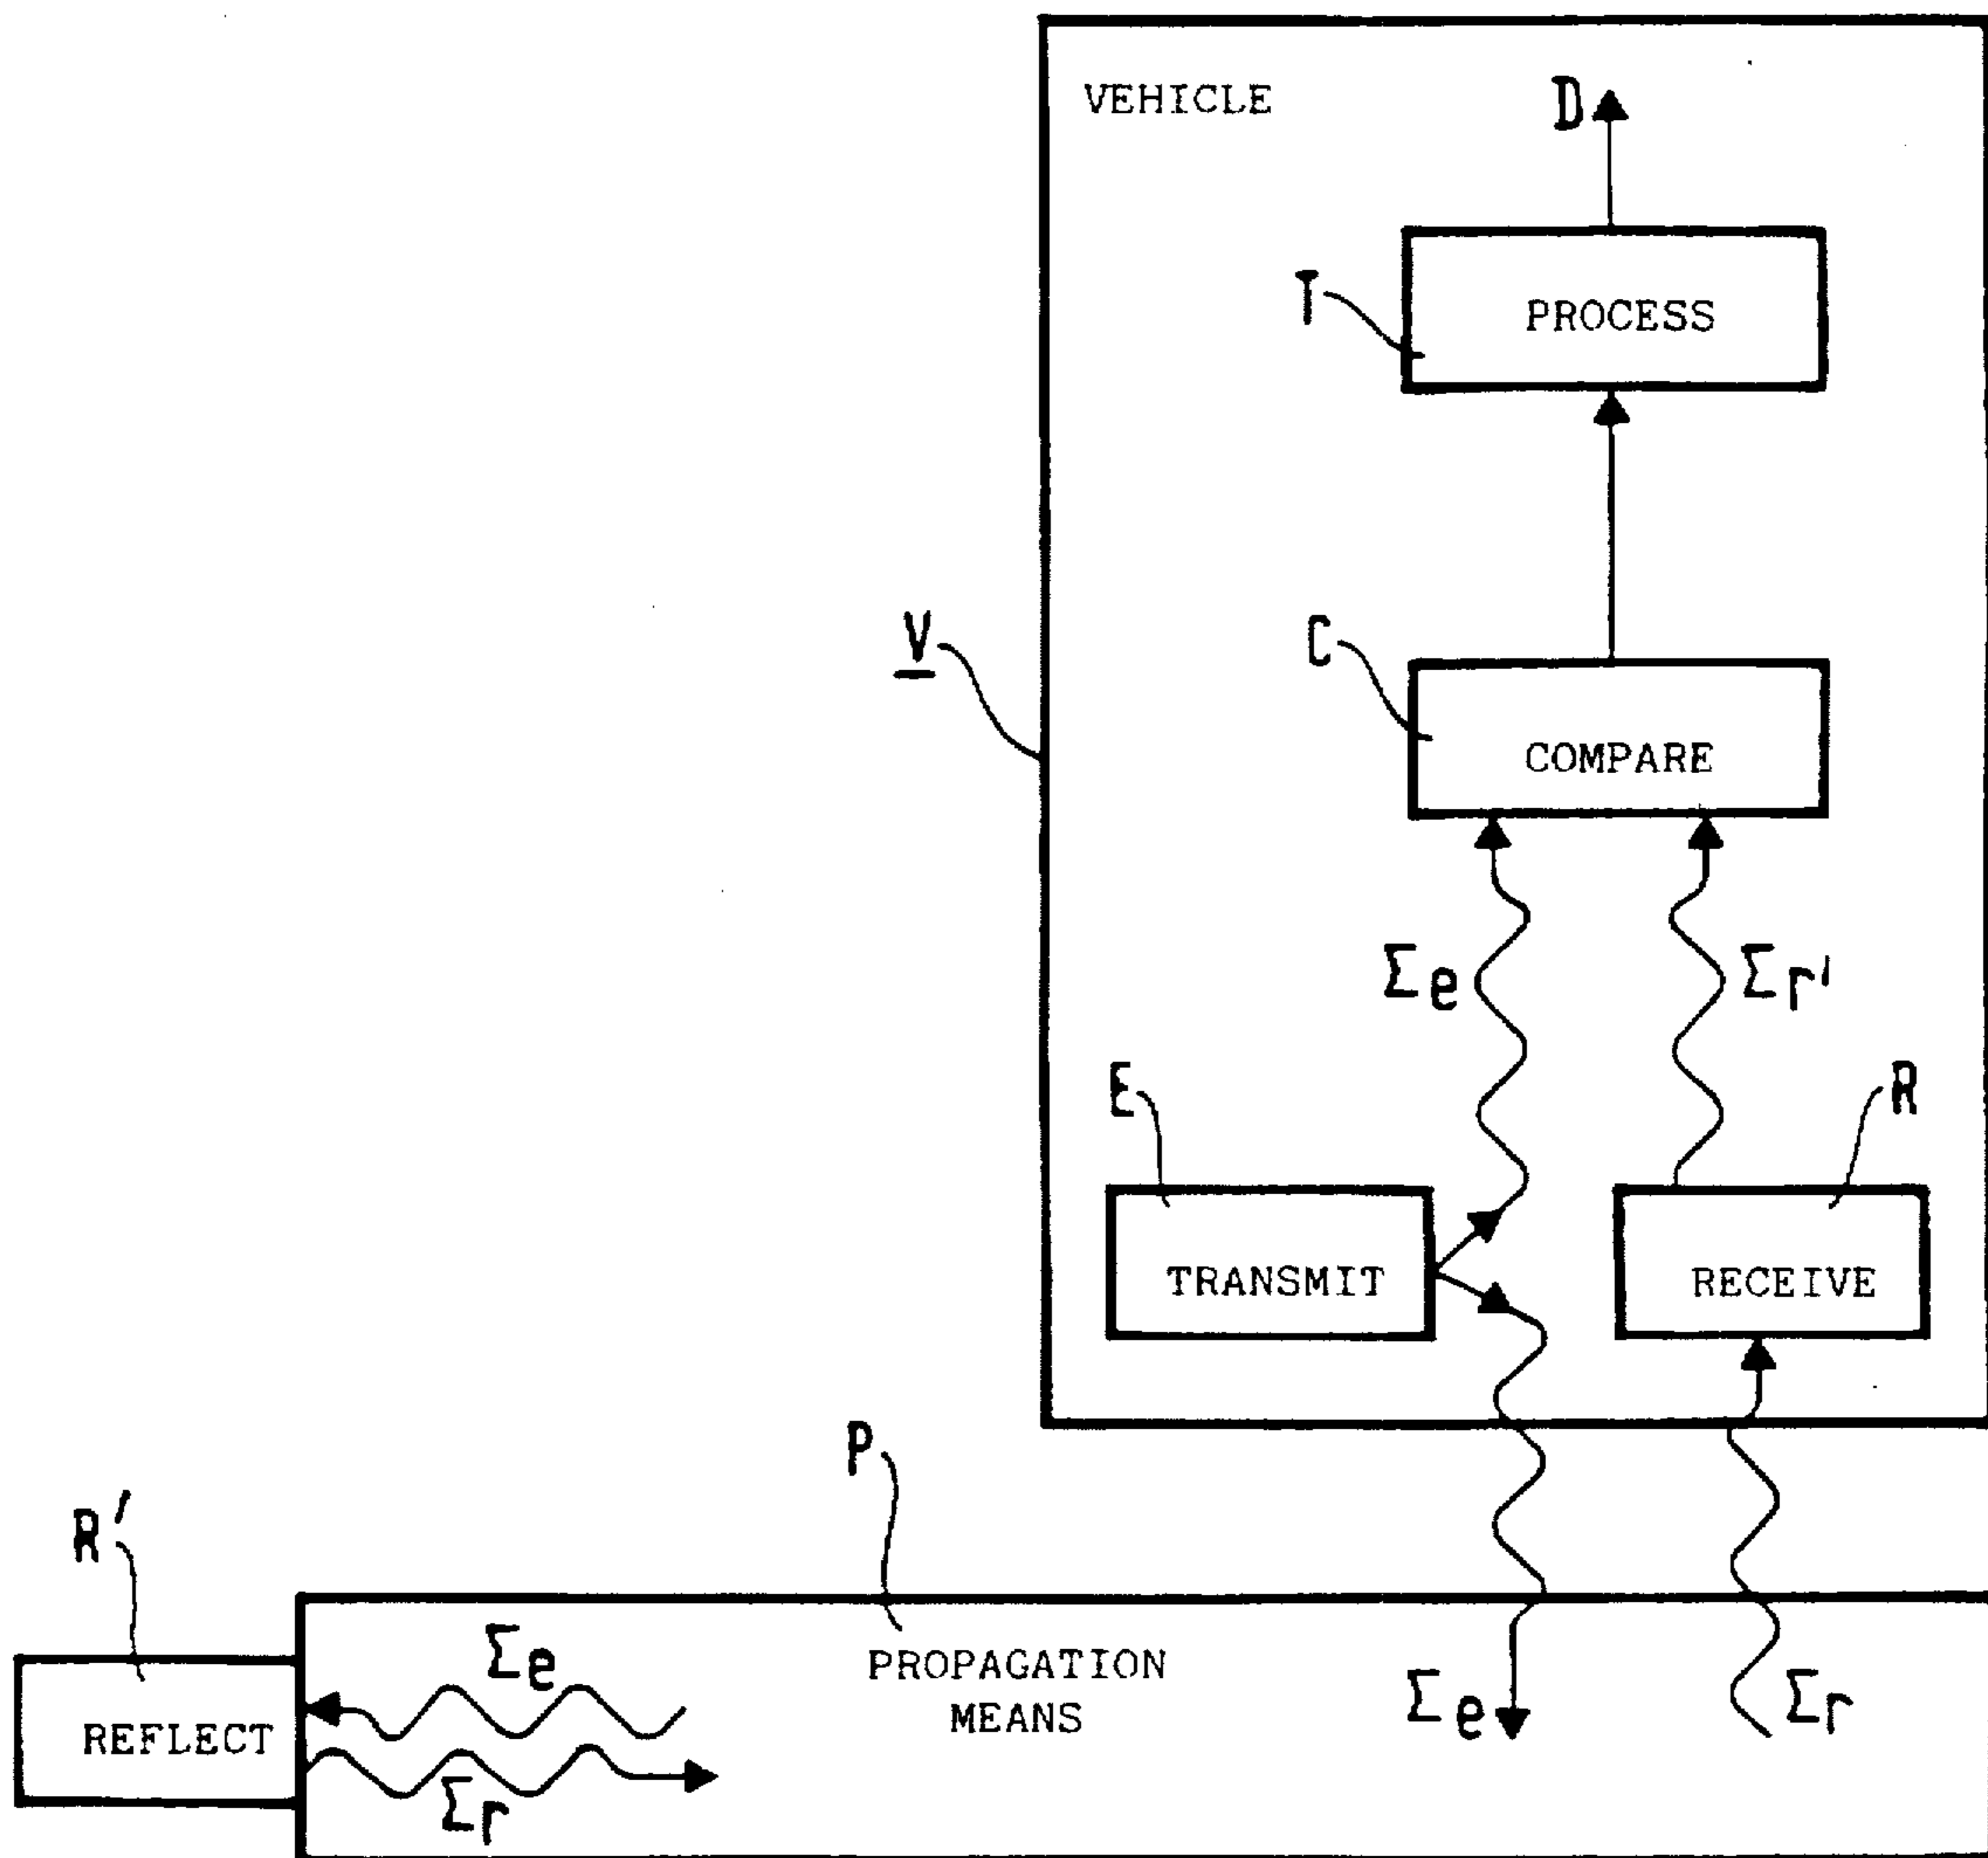 VEHICLE
D
T
PROCESS
V
C
COMPARE
Σe
Σr'
E
R
TRANSMIT
RECEIVE
P
R'
Σe
PROPAGATION
MEANS
Σe
Σr
REFLECT
Σr